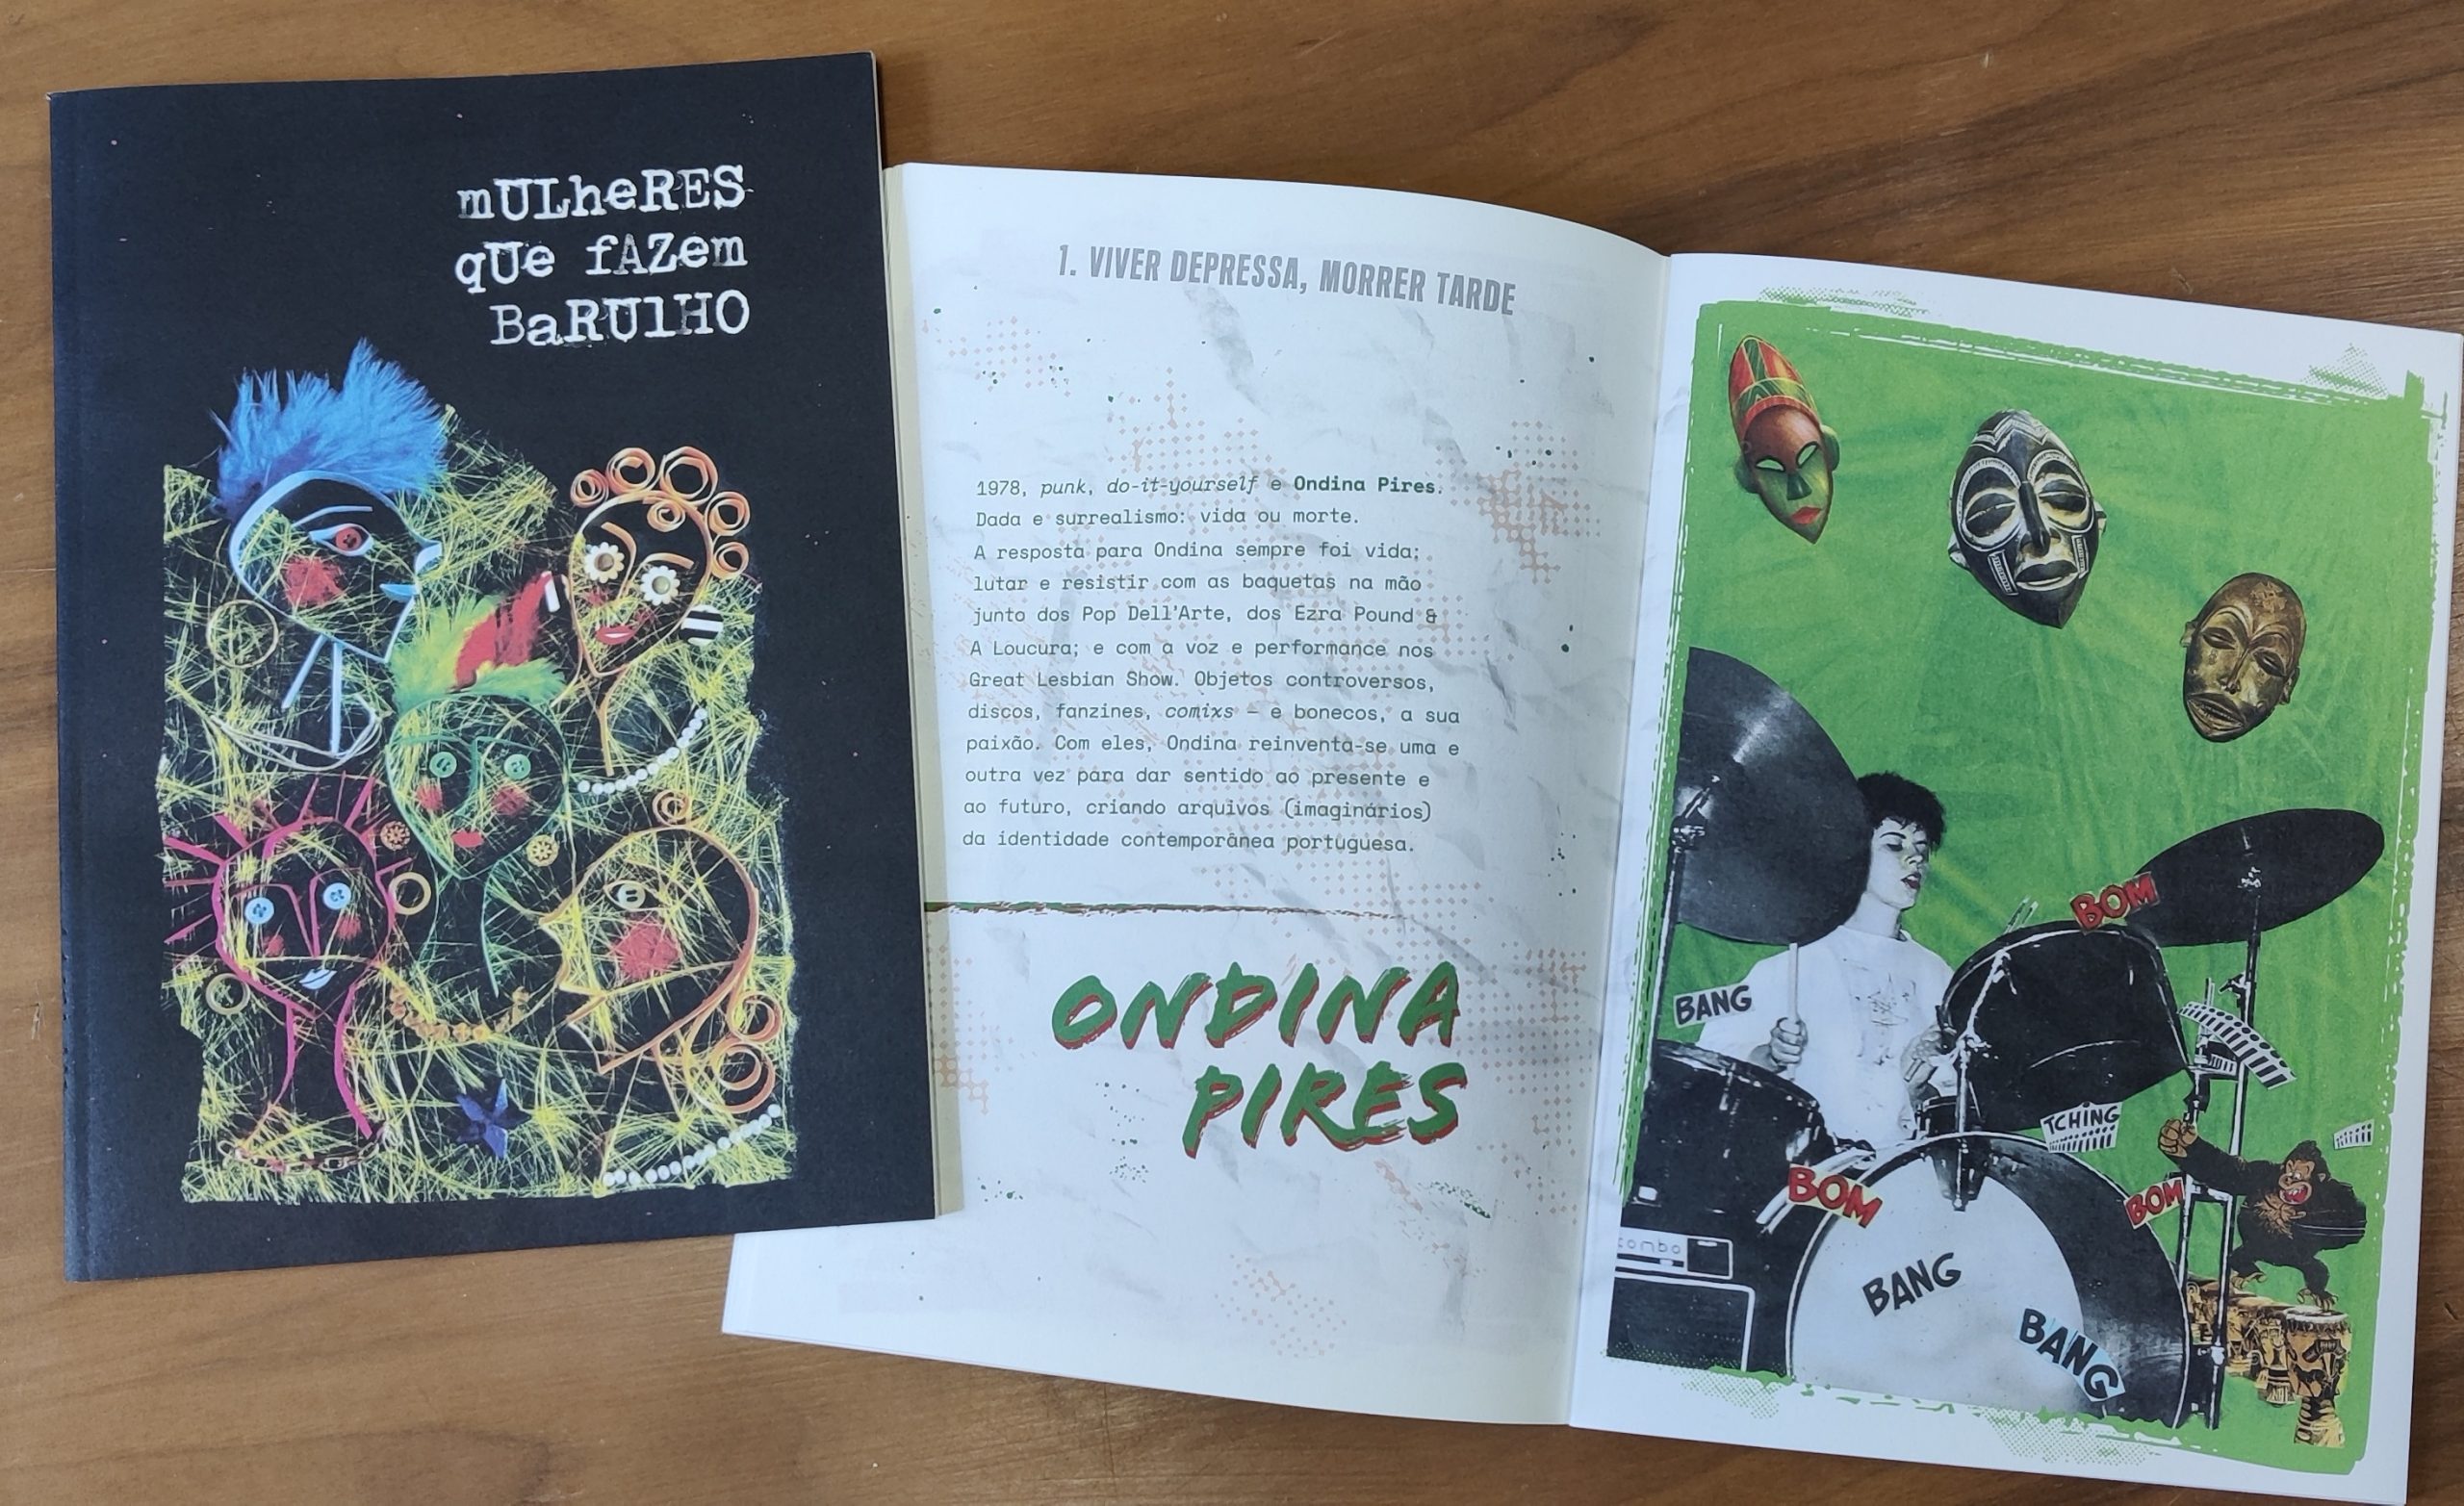 mULheRES
qUe fAZem
BaRUlHO
1. VIVER DEPRESSA, MORRER TARDE
1978, punk, do-it-yourself e Ondina Pires.
Dada e surrealismo: vida ou morte.
A resposta para Ondina sempre foi vida:
lutar e resistir com as baquetas na mão
junto dos Pop Dell'Arte, dos Ezra Pound &
A Loucura; e com a voz e performance nos
Great Lesbian Show. Objetos controversos,
discos, fanzines, comixs – e bonecos, a sua
paixão. Com eles, Ondina reinventa-se uma e
outra vez para dar sentido ao presente e
ao futuro, criando arquivos (imaginários)
da identidade contemporânea portuguesa.
ONDINA
PIRES
BOM
BANG
TCHING
BOM
BOM
combo
BANG
BANG